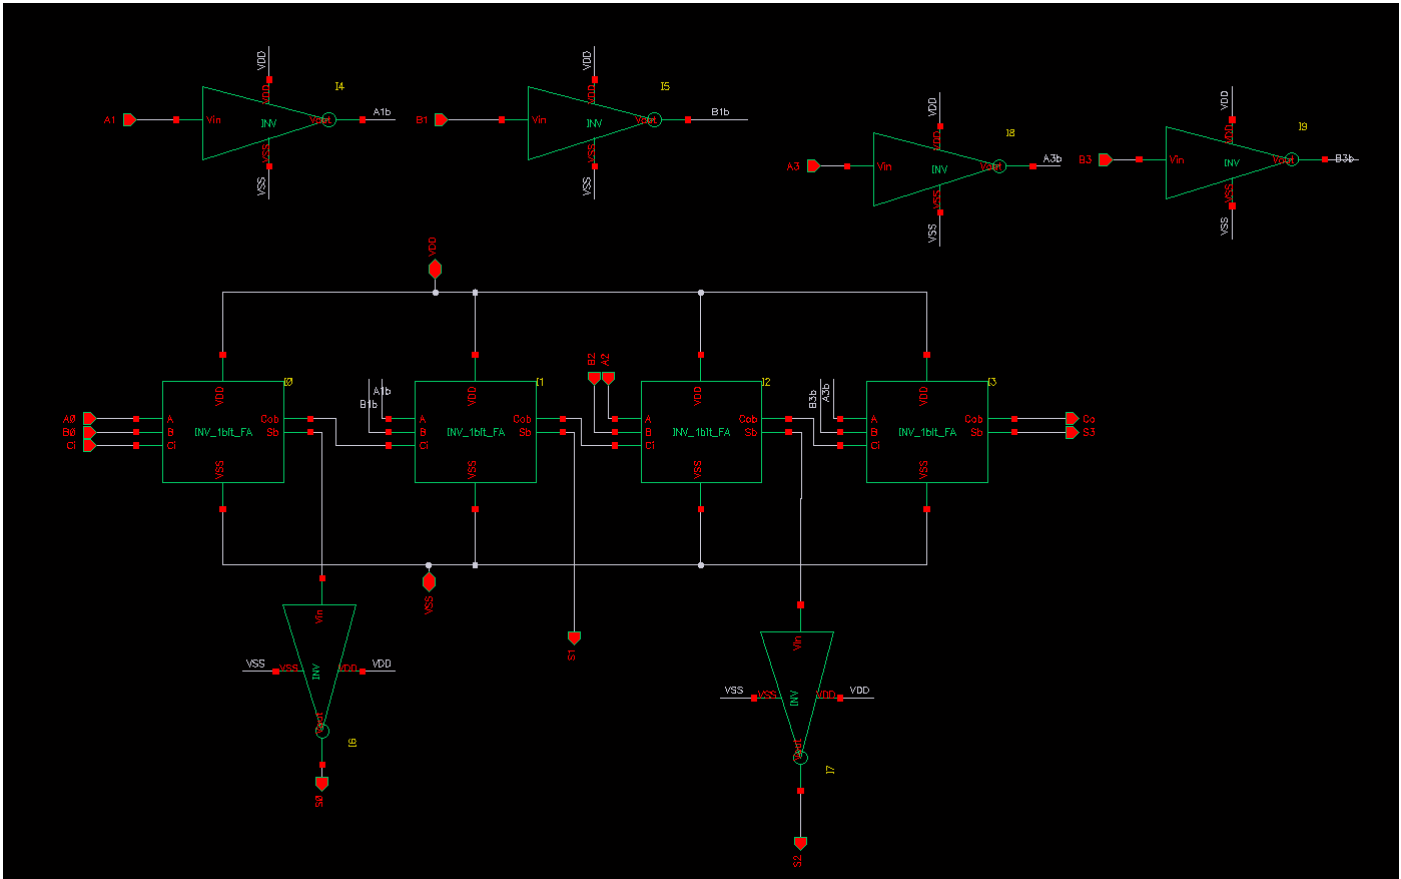 VDD
VDD
I4
I5
A1
Vin
VDD
INV
Vout
A1b
VSS
VSS
B1
Vin
VDD
INV
Vout
B1b
VSS
VSS
VDD
I8
A3
Vin
VDD
INV
Vout
A3b
VSS
VSS
VDD
I9
B3
Vin
VDD
INV
Vout
B3b
VSS
VSS
VDD
I0
A0
B0
CI
A
B
CI
VDD
INV_1bit_FA
VSS
Cob
Sb
A1b
B1b
I1
A
B
CI
VDD
INV_1bit_FA
VSS
Cob
Sb
B2
A2
I2
A
B
CI
VDD
INV_1bit_FA
VSS
Cob
Sb
B3b
A3b
I3
A
B
CI
VDD
INV_1bit_FA
VSS
Cob
Sb
Co
S3
VSS
Vin
VSS
VSS
INV
VDD
VDD
Vout
I6
S0
S1
Vin
VSS
VSS
INV
VDD
VDD
Vout
I7
S2